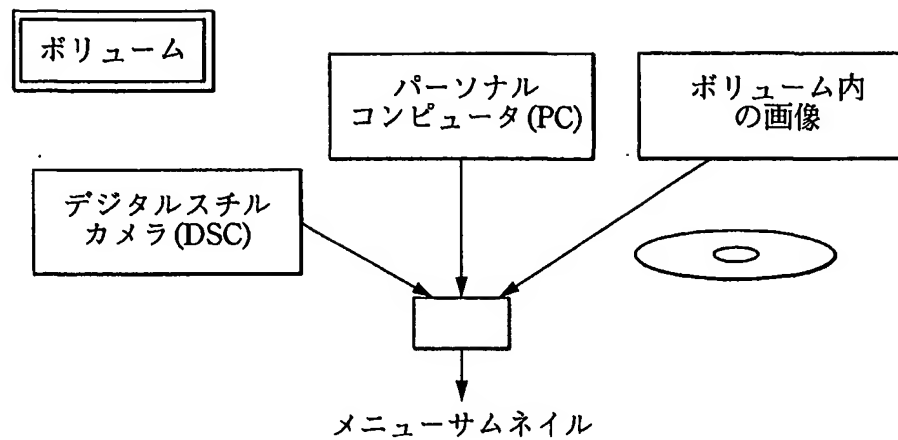 ボリューム
パーソナル
コンピュータ(PC)
ボリューム内
の画像
デジタルスチル
カメラ(DSC)
メニューサムネイル